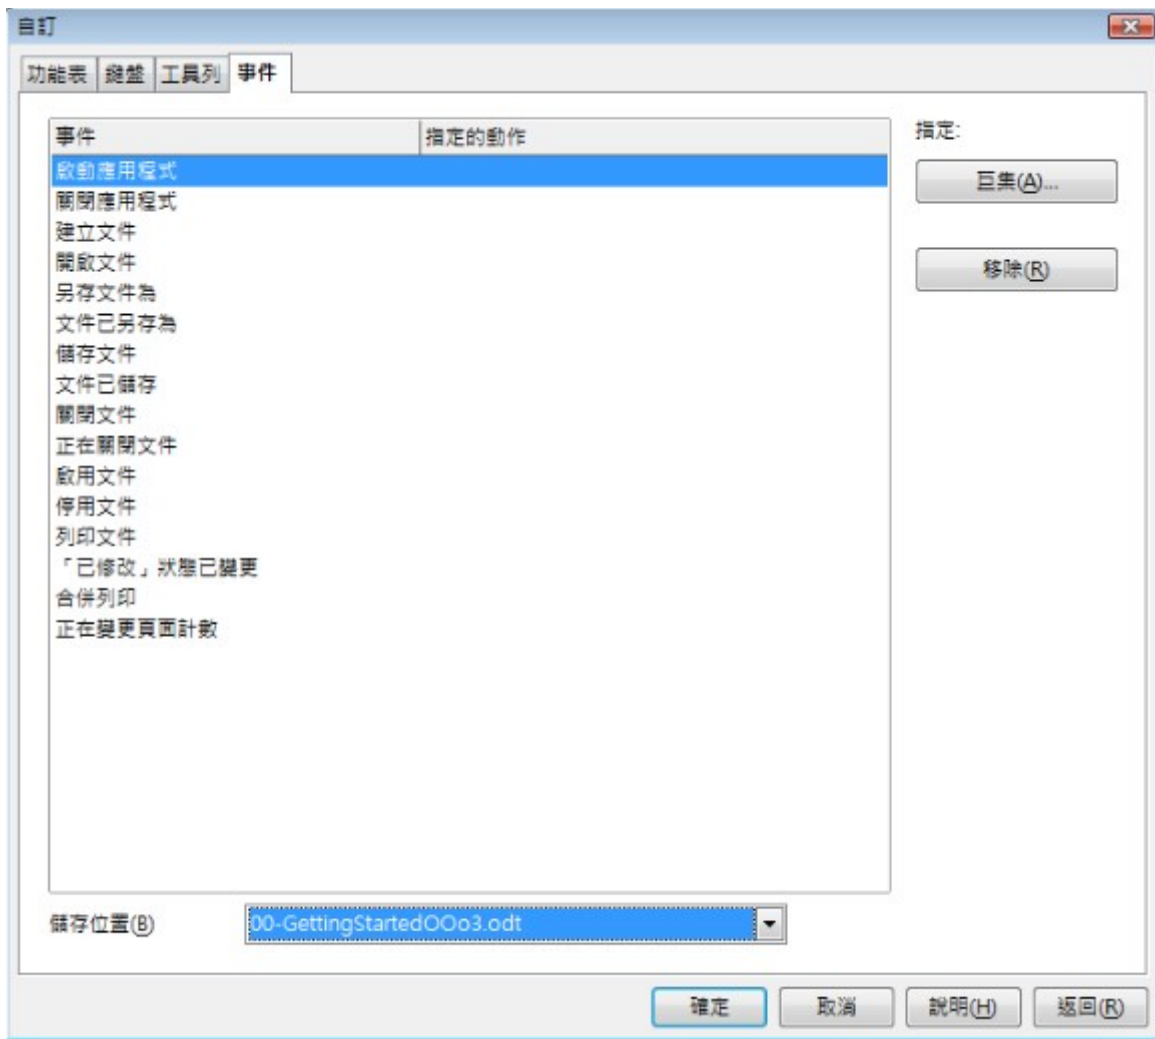 自訂
功能表 鍵盤 工具列 事件
事件 指定的動作
指定:
啟動應用程式
巨集(A)...
關閉應用程式
建立文件
開啟文件
移除(R)
另存文件為
文件已另存為
儲存文件
文件已儲存
關閉文件
正在關閉文件
啟用文件
停用文件
列印文件
「已修改」狀態已變更
合併列印
正在變更頁面計數
儲存位置(B) 00-GettingStartedOOo3.odt
確定 取消 說明(H) 返回(R)